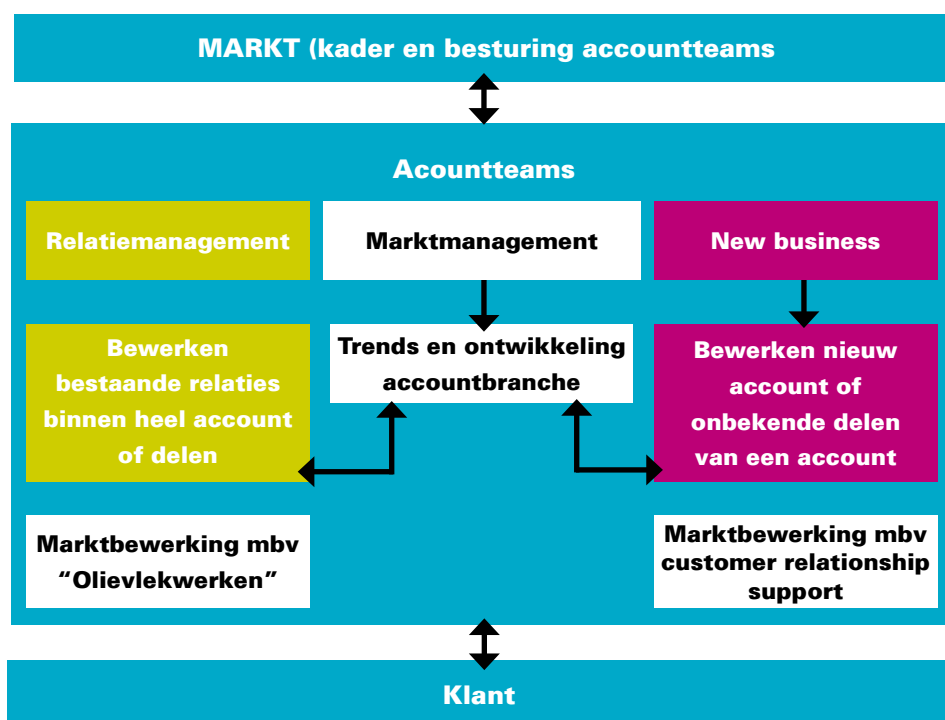 MARKT (kader en besturing accountteams
Acountteams
Relatiemanagement
Marktmanagement
New business
Bewerken
bestaande relaties
binnen heel account
of delen
Trends en ontwikkeling
accountbranche
Bewerken nieuw
account of
onbekende delen
van een account
Marktbewerking mbv
“Olievlekwerken”
Marktbewerking mbv
customer relationship
support
Klant